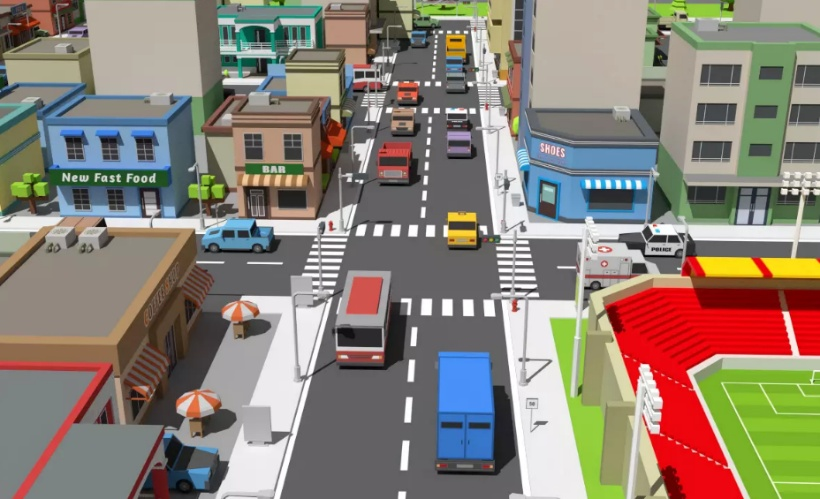 SHOES
New Fast Food
BAR
POLICE